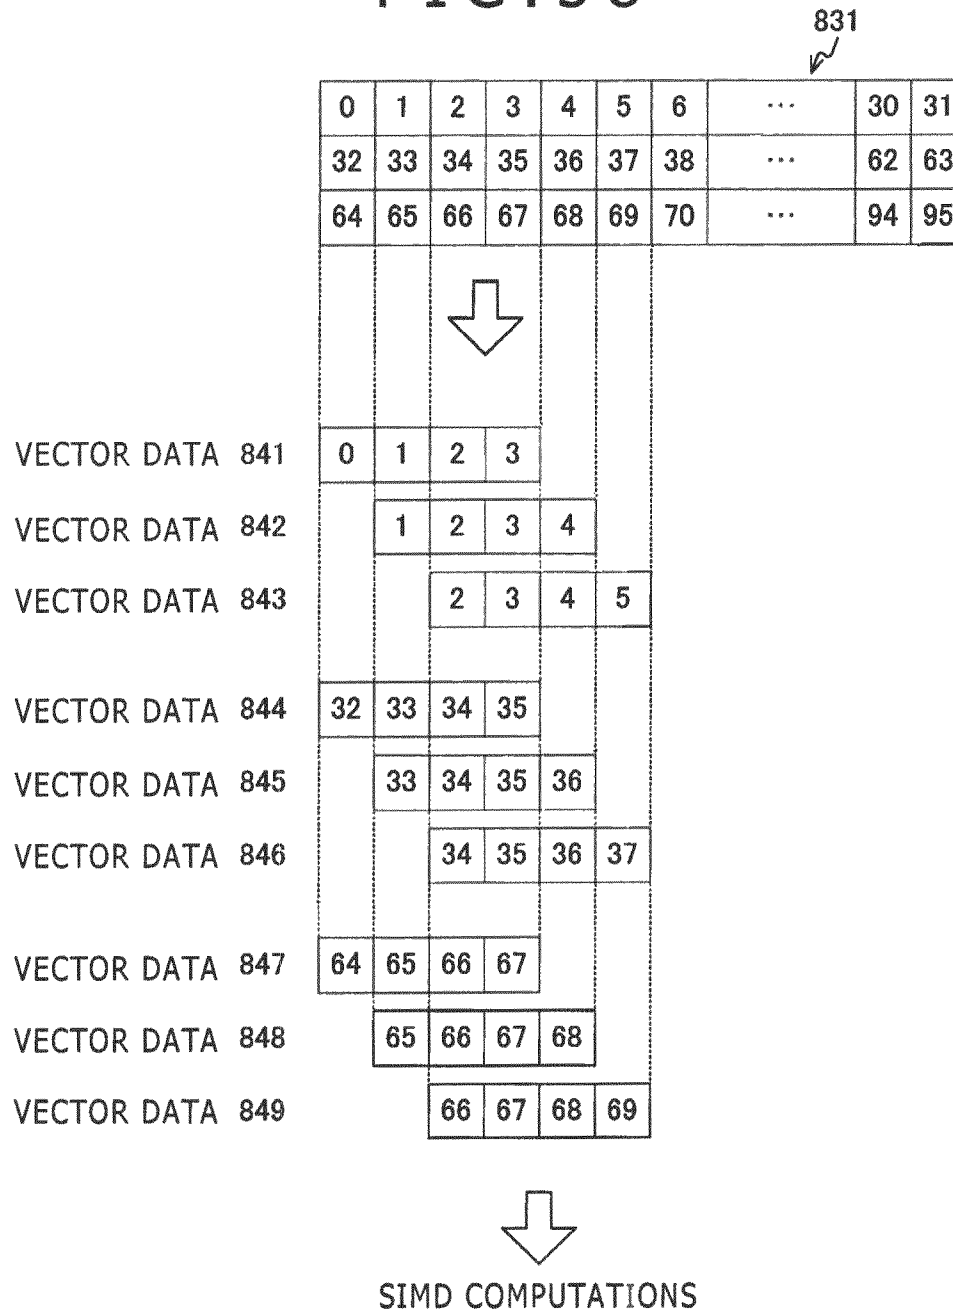 831
0 1 2 3 4 5 6 ... 30 31
32 33 34 35 36 37 38 ... 62 63
64 65 66 67 68 69 70 ... 94 95
VECTOR DATA 841 0 1 2 3
VECTOR DATA 842 1 2 3 4
VECTOR DATA 843 2 3 4 5
VECTOR DATA 844 32 33 34 35
VECTOR DATA 845 33 34 35 36
VECTOR DATA 846 34 35 36 37
VECTOR DATA 847 64 65 66 67
VECTOR DATA 848 65 66 67 68
VECTOR DATA 849 66 67 68 69
SIMD COMPUTATIONS